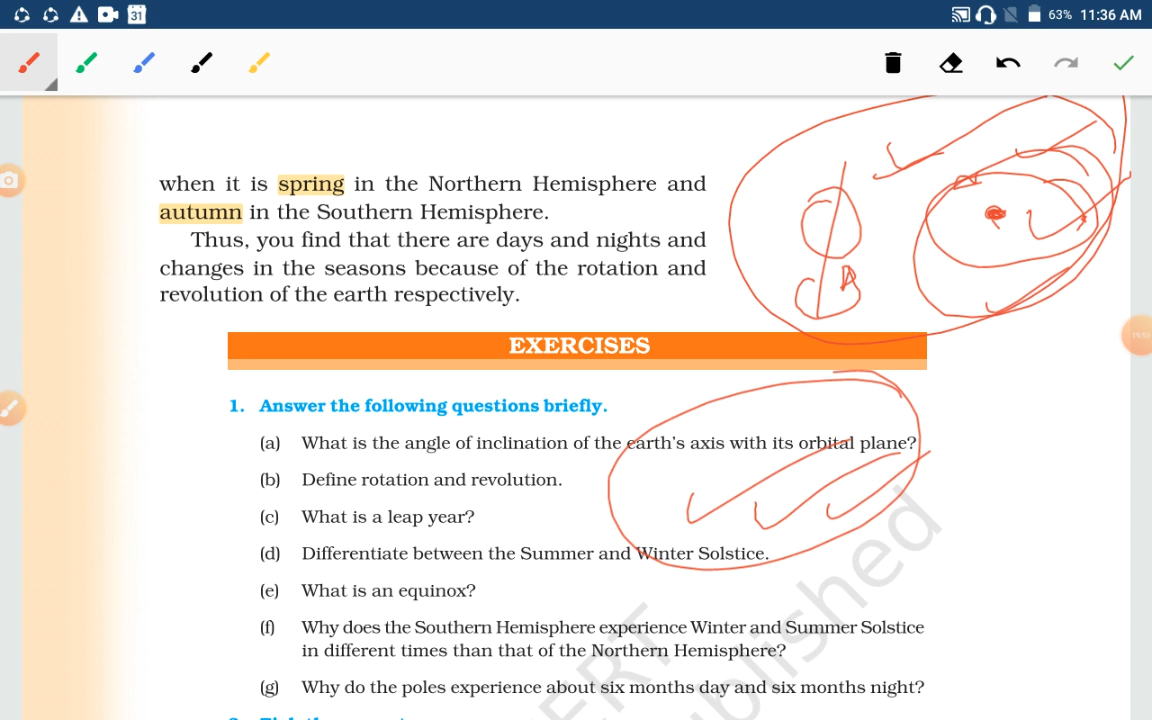 31
63% 11:36 AM
when it is spring in the Northern Hemisphere and
autumn in the Southern Hemisphere.
Thus, you find that there are days and nights and
changes in the seasons because of the rotation and
revolution of the earth respectively.
EXERCISES
1. Answer the following questions briefly.
(a) What is the angle of inclination of the earth's axis with its orbital plane?
(b) Define rotation and revolution.
(c) What is a leap year?
(d) Differentiate between the Summer and Winter Solstice.
(e) What is an equinox?
(f) Why does the Southern Hemisphere experience Winter and Summer Solstice
in different times than that of the Northern Hemisphere?
(g) Why do the poles experience about six months day and six months night?